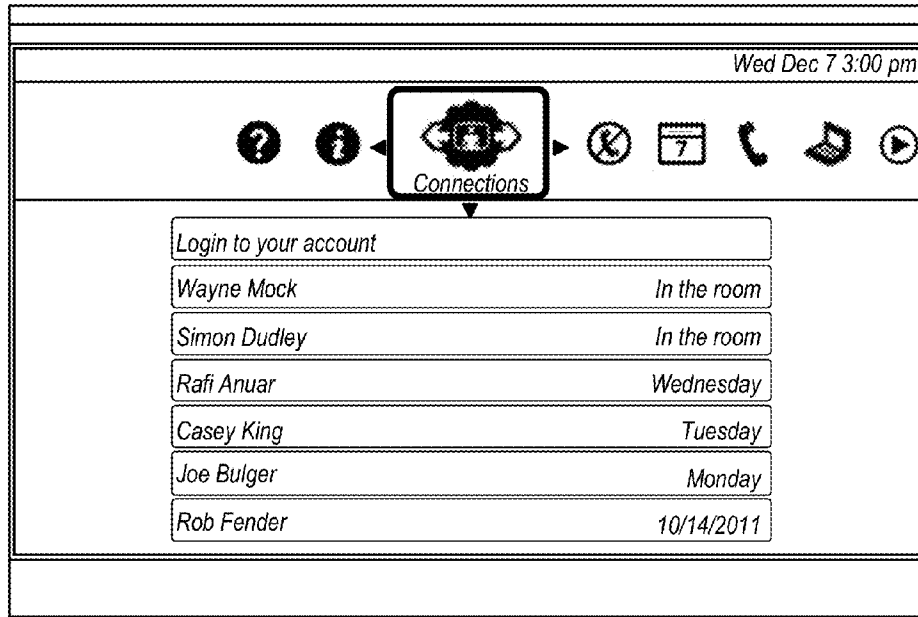 Wed Dec 7 3:00 pm
? i 7
Connections
Login to your account
Wayne Mock In the room
Simon Dudley In the room
Rafi Anuar Wednesday
Casey King Tuesday
Joe Bulger Monday
Rob Fender 10/14/2011